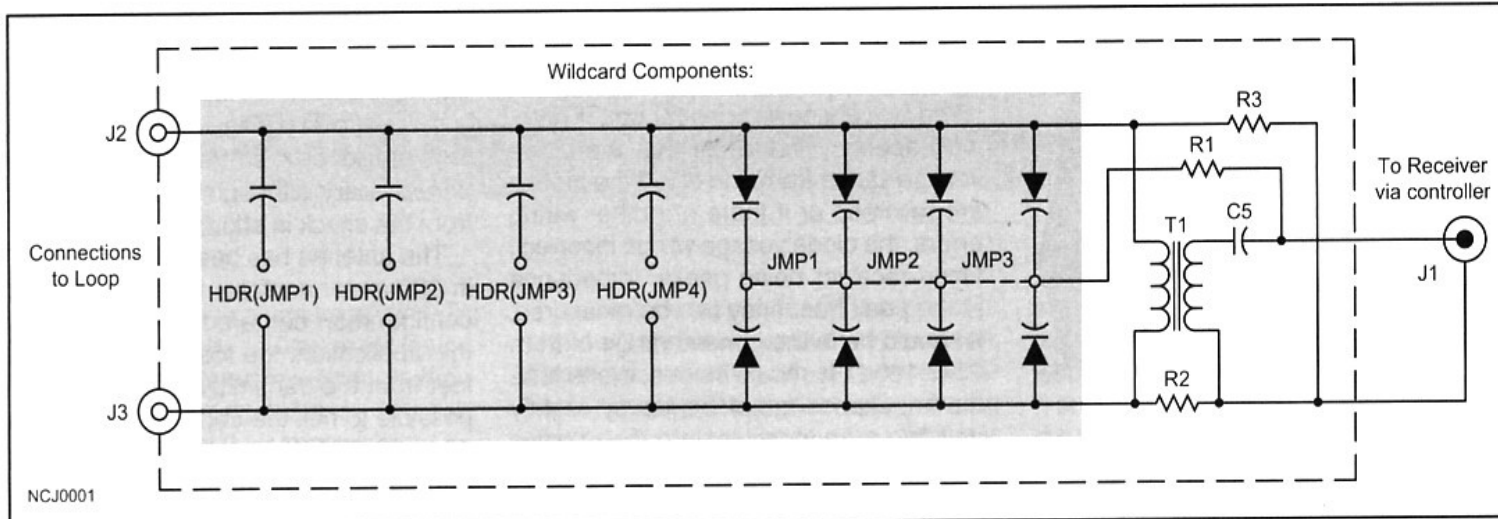 Wildcard Components:
J2
R3
R1
To Receiver
via controller
Connections
to Loop
T1
C5
JMP1
JMP2
JMP3
J1
HDR(JMP1)
HDR(JMP2)
HDR(JMP3)
HDR(JMP4)
R2
J3
NCJ0001